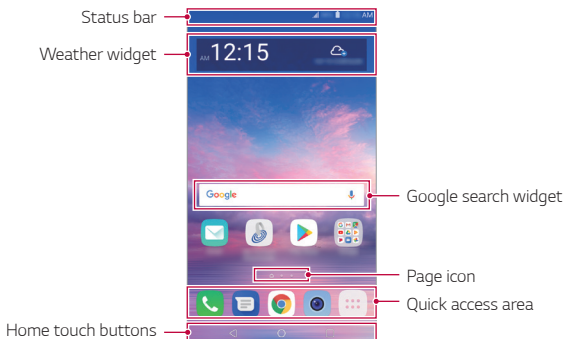 Status bar
AM
Weather widget
AM 12:15
Google
Google search widget
Page icon
Quick access area
Home touch buttons